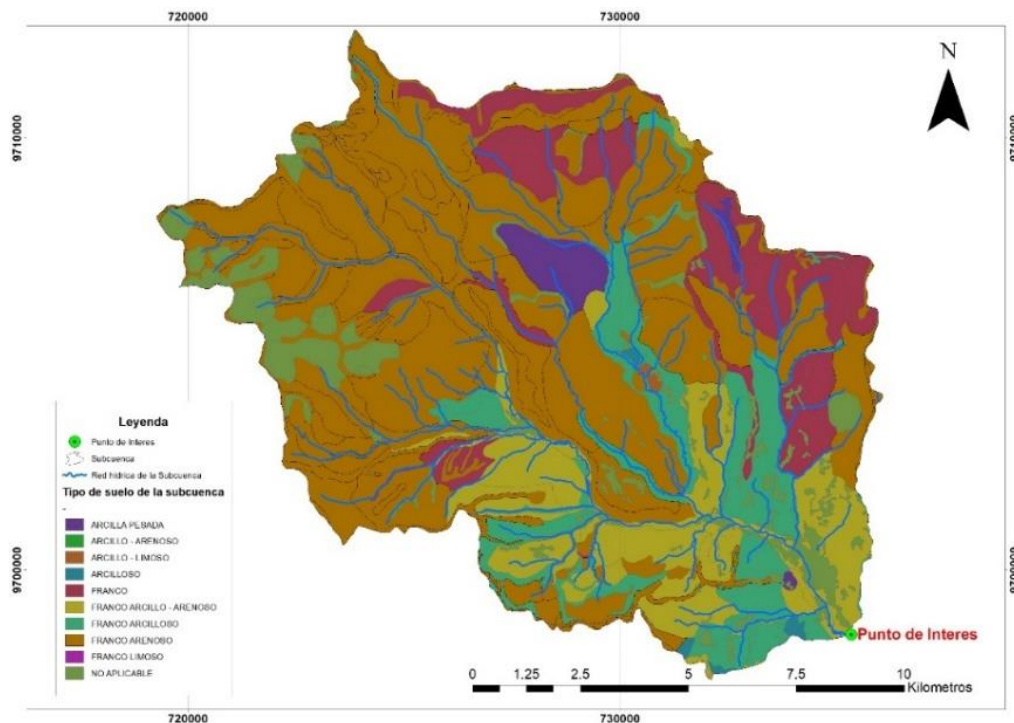 720000
730000
N
9710000
9710000
Leyenda
Punto de Interes
Subcuenca
Red hídrica de la Subcuenca
Tipo de suelo de la subcuenca
-
ARCILLA PESADA
ARCILLO - ARENOSO
ARCILLO - LIMOSO
ARCILLOSO
FRANCO
FRANCO ARCILLO - ARENOSO
FRANCO ARCILLOSO
FRANCO ARENOSO
FRANCO LIMOSO
NO APLICABLE
9700000
9700000
Punto de Interes
0 1.25 2.5 5 7.5 10
Kilometros
720000
730000